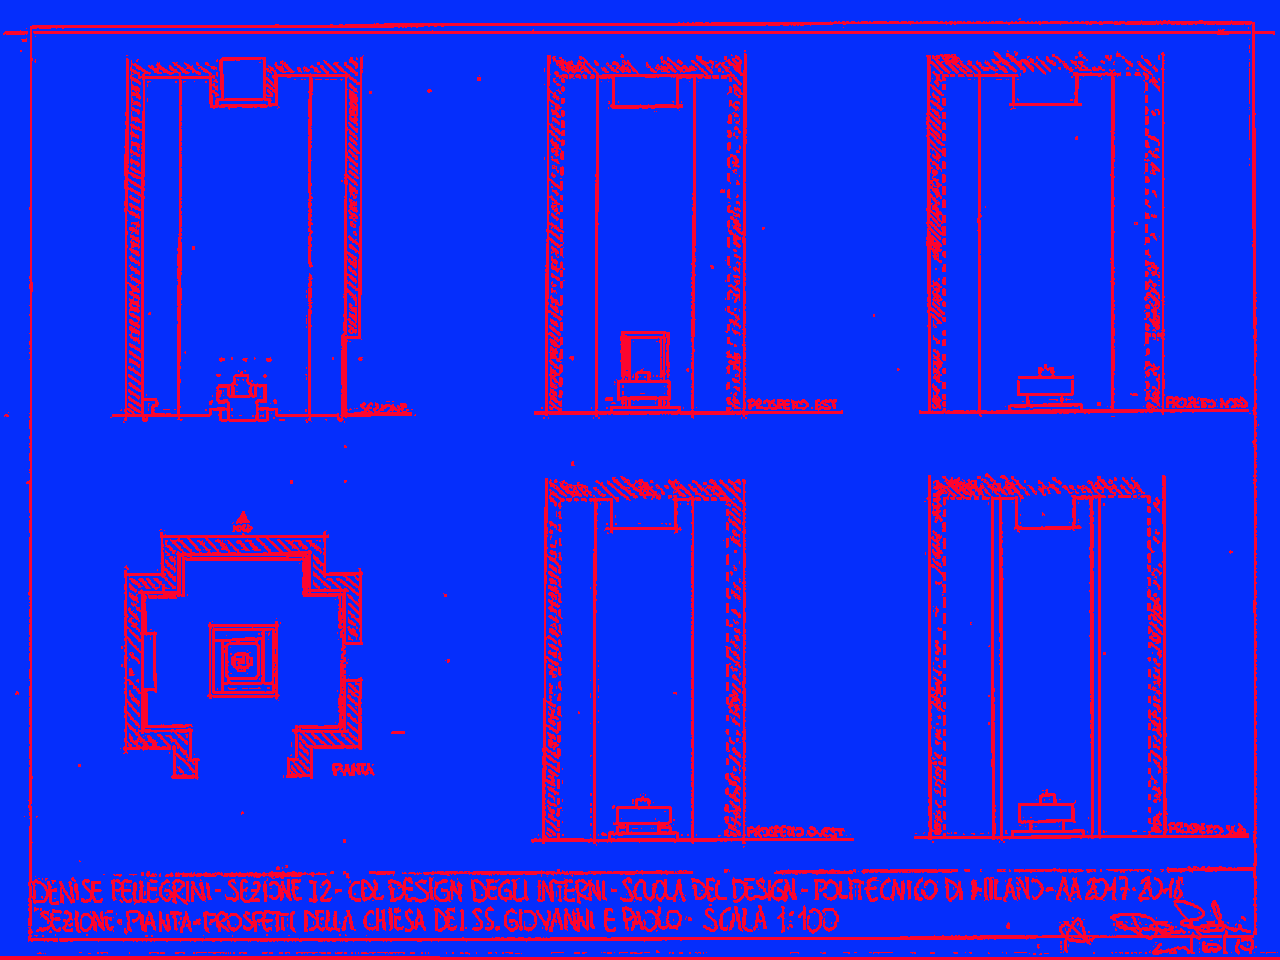 SEZIONE
PROSPETTO EST
PROSPETTO NORD
PIANTA
PROSPETTO OVEST
PROSPETTO SUD
DENISE PELLEGRINI - SEZIONE I2 - CDL DESIGN DEGLI INTERNI - SCUOLA DEL DESIGN - POLITECNICO DI MILANO - AA 2017-2018
SEZIONE - PIANTA - PROSPETTI DELLA CHIESA DEI SS. GIOVANNI E PAOLO - SCALA 1:100